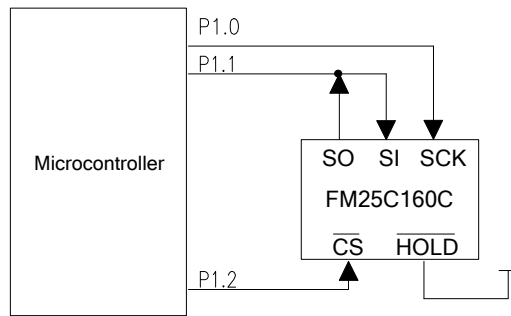 P1.0
P1.1
Microcontroller
SO SI SCK
FM25C160C
CS HOLD
P1.2